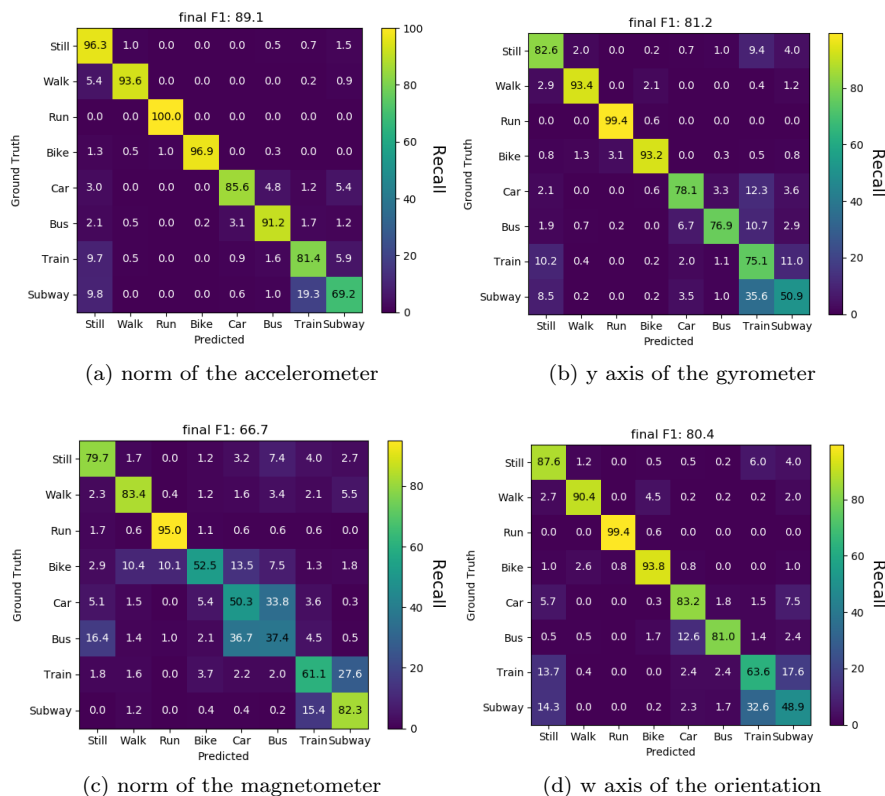 final F1: 89.1
Ground Truth
Still 96.3 1.0 0.0 0.0 0.0 0.5 0.7 1.5
Walk 5.4 93.6 0.0 0.0 0.0 0.0 0.2 0.9
Run 0.0 0.0 100.0 0.0 0.0 0.0 0.0 0.0
Bike 1.3 0.5 1.0 96.9 0.0 0.3 0.0 0.0
Car 3.0 0.0 0.0 0.0 85.6 4.8 1.2 5.4
Bus 2.1 0.5 0.0 0.2 3.1 91.2 1.7 1.2
Train 9.7 0.5 0.0 0.0 0.9 1.6 81.4 5.9
Subway 9.8 0.0 0.0 0.0 0.6 1.0 19.3 69.2
Still Walk Run Bike Car Bus Train Subway
Predicted
100
80
60
40
20
0
Recall
(a) norm of the accelerometer
final F1: 81.2
Ground Truth
Still 82.6 2.0 0.0 0.2 0.7 1.0 9.4 4.0
Walk 2.9 93.4 0.0 2.1 0.0 0.0 0.4 1.2
Run 0.0 0.0 99.4 0.6 0.0 0.0 0.0 0.0
Bike 0.8 1.3 3.1 93.2 0.0 0.3 0.5 0.8
Car 2.1 0.0 0.0 0.6 78.1 3.3 12.3 3.6
Bus 1.9 0.7 0.2 0.0 6.7 76.9 10.7 2.9
Train 10.2 0.4 0.0 0.2 2.0 1.1 75.1 11.0
Subway 8.5 0.2 0.0 0.2 3.5 1.0 35.6 50.9
Still Walk Run Bike Car Bus Train Subway
Predicted
80
60
40
20
0
Recall
(b) y axis of the gyrometer
final F1: 66.7
Ground Truth
Still 79.7 1.7 0.0 1.2 3.2 7.4 4.0 2.7
Walk 2.3 83.4 0.4 1.2 1.6 3.4 2.1 5.5
Run 1.7 0.6 95.0 1.1 0.6 0.6 0.6 0.0
Bike 2.9 10.4 10.1 52.5 13.5 7.5 1.3 1.8
Car 5.1 1.5 0.0 5.4 50.3 33.8 3.6 0.3
Bus 16.4 1.4 1.0 2.1 36.7 37.4 4.5 0.5
Train 1.8 1.6 0.0 3.7 2.2 2.0 61.1 27.6
Subway 0.0 1.2 0.0 0.4 0.4 0.2 15.4 82.3
Still Walk Run Bike Car Bus Train Subway
Predicted
80
60
40
20
0
Recall
(c) norm of the magnetometer
final F1: 80.4
Ground Truth
Still 87.6 1.2 0.0 0.5 0.5 0.2 6.0 4.0
Walk 2.7 90.4 0.0 4.5 0.2 0.2 0.2 2.0
Run 0.0 0.0 99.4 0.6 0.0 0.0 0.0 0.0
Bike 1.0 2.6 0.8 93.8 0.8 0.0 0.0 1.0
Car 5.7 0.0 0.0 0.3 83.2 1.8 1.5 7.5
Bus 0.5 0.5 0.0 1.7 12.6 81.0 1.4 2.4
Train 13.7 0.4 0.0 0.0 2.4 2.4 63.6 17.6
Subway 14.3 0.0 0.0 0.2 2.3 1.7 32.6 48.9
Still Walk Run Bike Car Bus Train Subway
Predicted
80
60
40
20
0
Recall
(d) w axis of the orientation